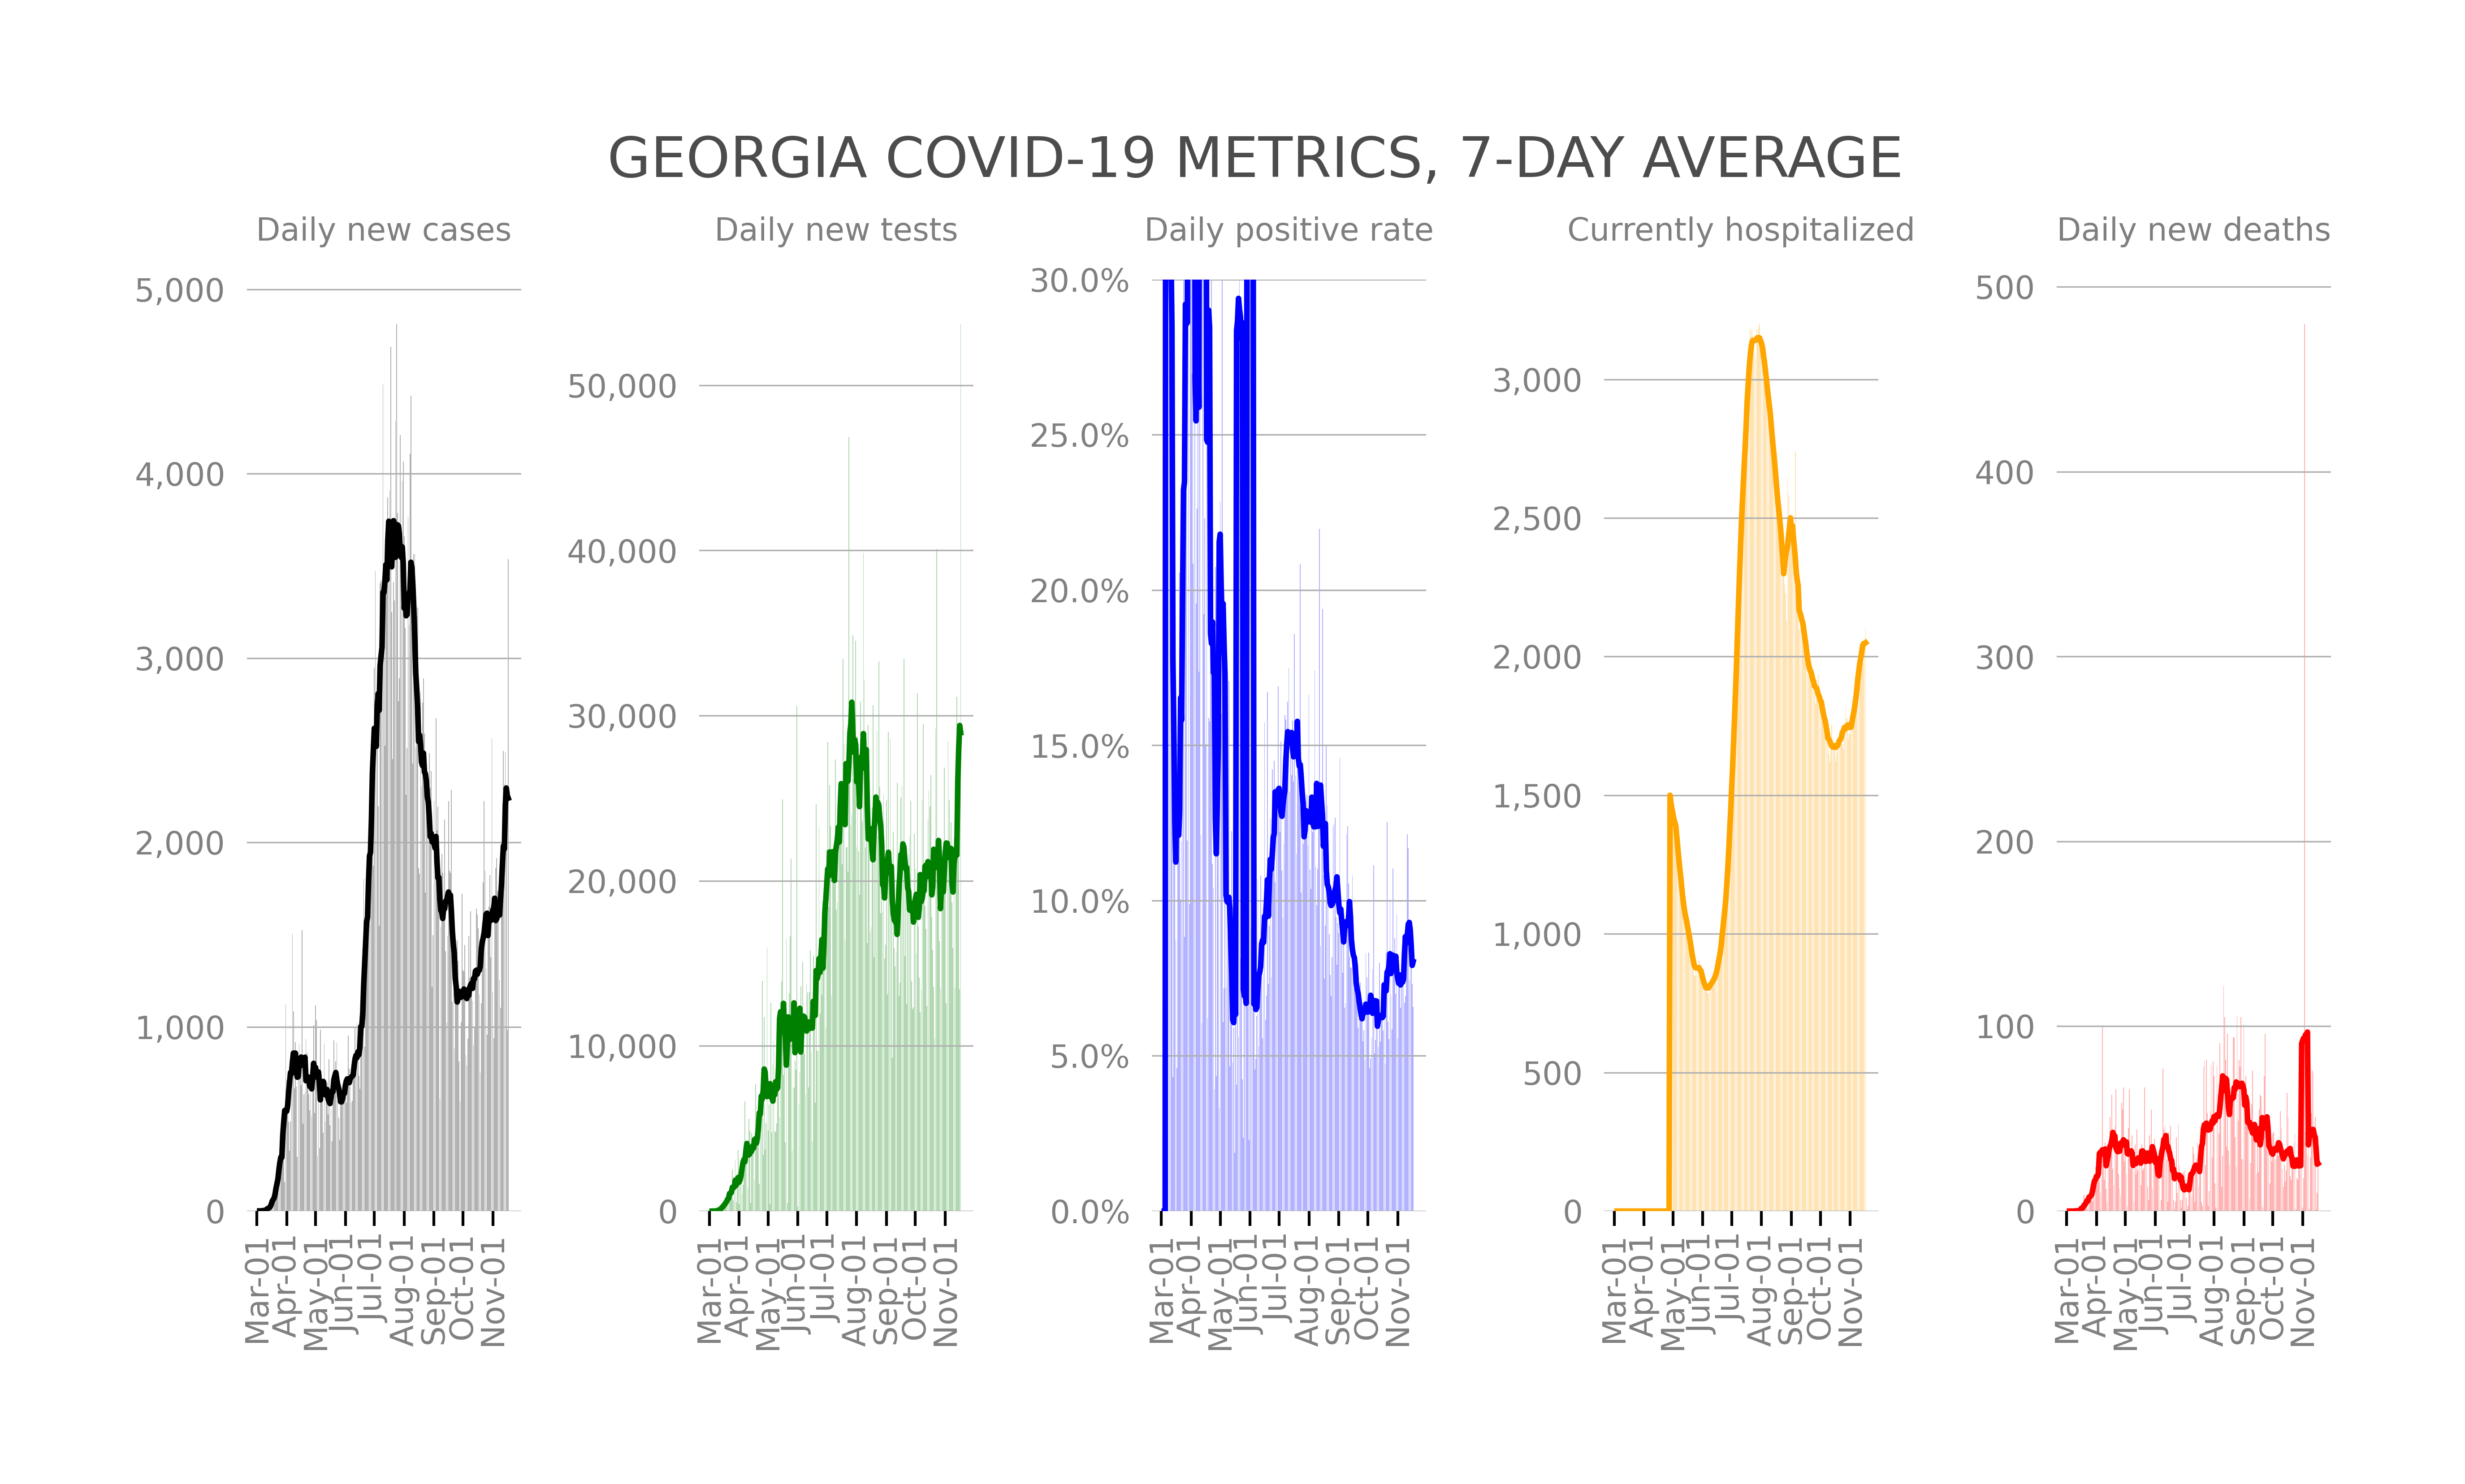 GEORGIA COVID-19 METRICS, 7-DAY AVERAGE
Daily new cases
5,000
4,000
3,000
2,000
1,000
0
Mar-01
Apr-01
May-01
Jun-01
Jul-01
Aug-01
Sep-01
Oct-01
Nov-01
Daily new tests
50,000
40,000
30,000
20,000
10,000
0
Mar-01
Apr-01
May-01
Jun-01
Jul-01
Aug-01
Sep-01
Oct-01
Nov-01
Daily positive rate
30.0%
25.0%
20.0%
15.0%
10.0%
5.0%
0.0%
Mar-01
Apr-01
May-01
Jun-01
Jul-01
Aug-01
Sep-01
Oct-01
Nov-01
Currently hospitalized
3,000
2,500
2,000
1,500
1,000
500
0
Mar-01
Apr-01
May-01
Jun-01
Jul-01
Aug-01
Sep-01
Oct-01
Nov-01
Daily new deaths
500
400
300
200
100
0
Mar-01
Apr-01
May-01
Jun-01
Jul-01
Aug-01
Sep-01
Oct-01
Nov-01